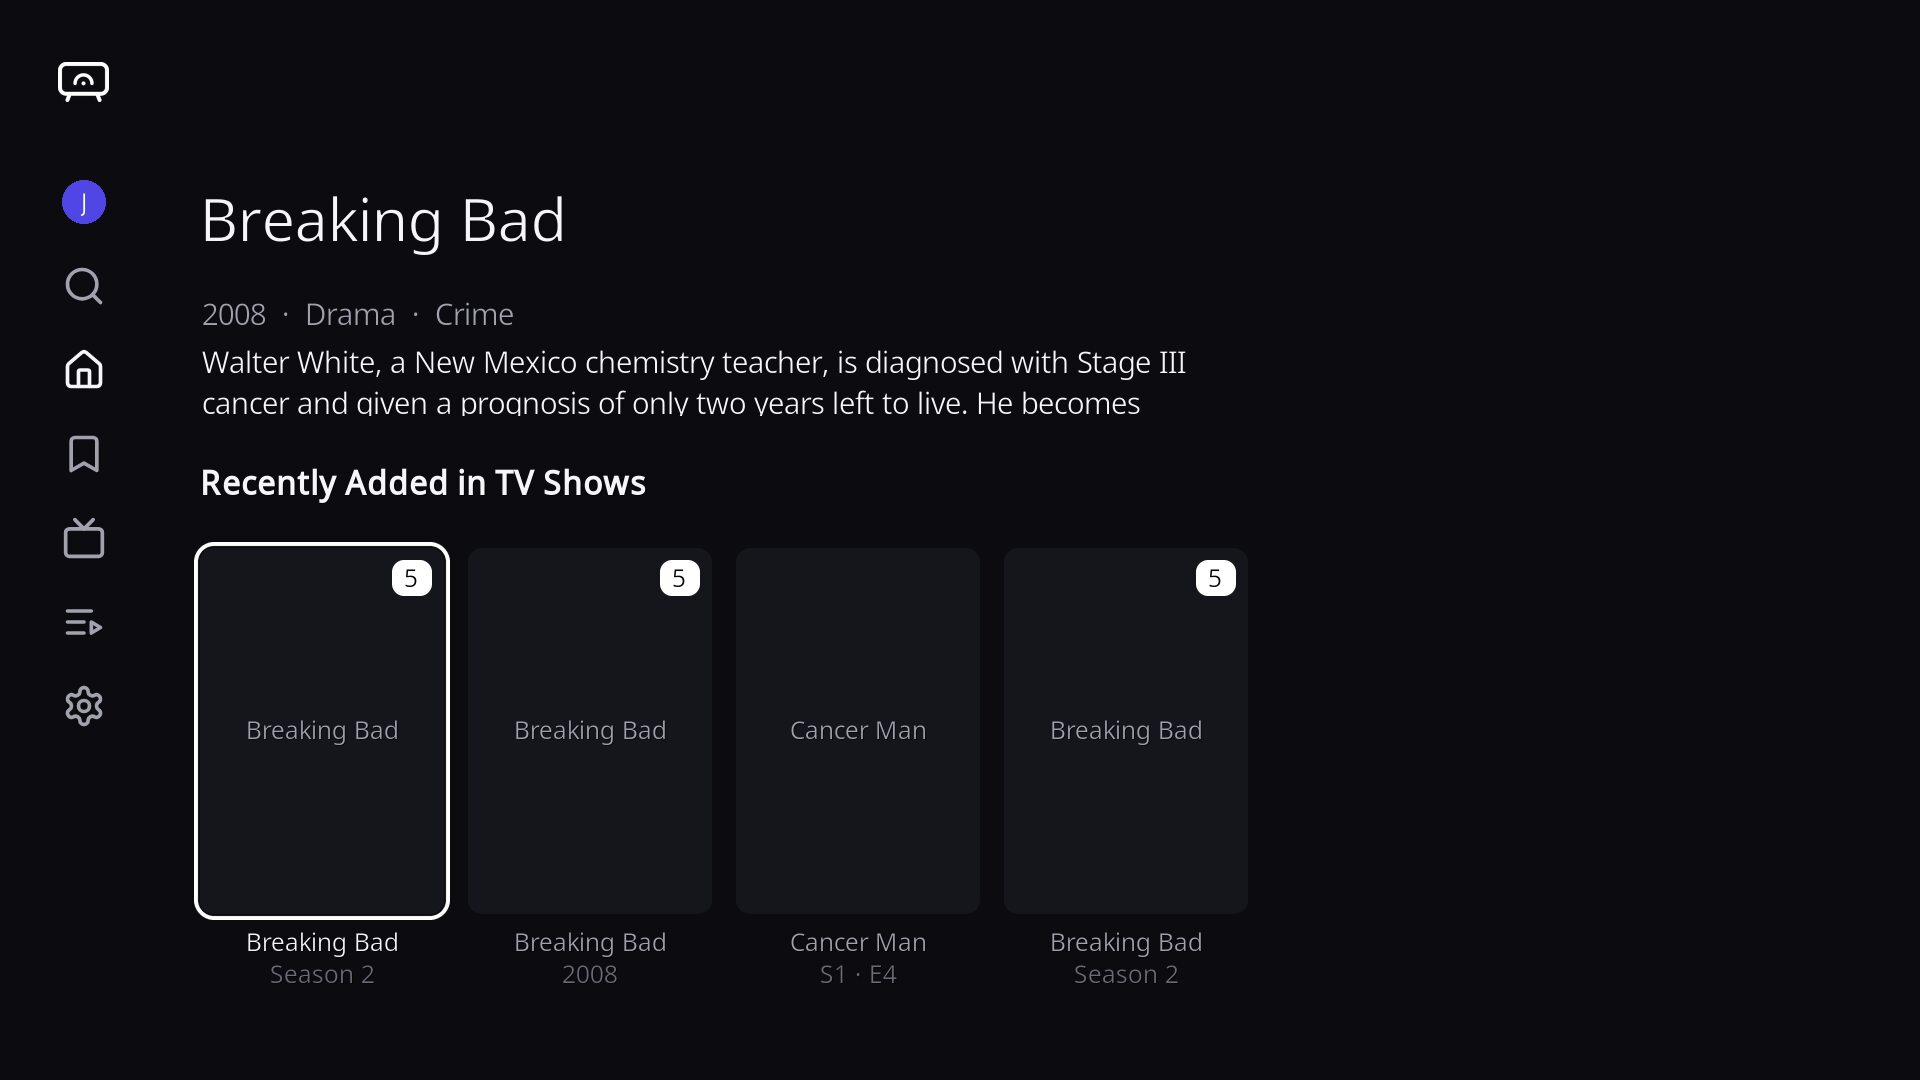 J
Breaking Bad
2008 · Drama · Crime
Walter White, a New Mexico chemistry teacher, is diagnosed with Stage III
cancer and given a prognosis of only two years left to live. He becomes
Recently Added in TV Shows
5
5
5
Breaking Bad
Breaking Bad
Cancer Man
Breaking Bad
Breaking Bad
Breaking Bad
Cancer Man
Breaking Bad
Season 2
2008
S1 · E4
Season 2